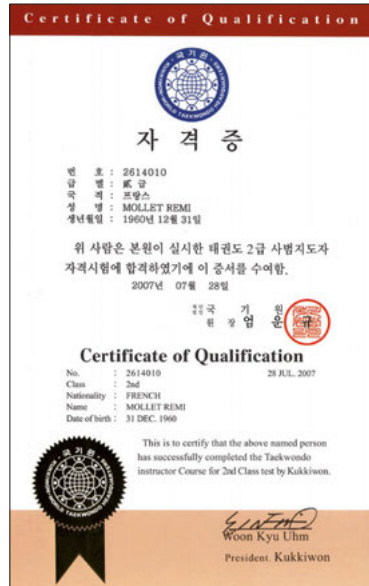 Certificate of Qualification
국기원
WORLD TAEKWONDO HEADQUARTERS
자 격 증
번 호 : 2614010
급 별 : 貳 급
국 적 : 프랑스
성 명 : MOLLET REMI
생년월일 : 1960년 12월 31일
위 사람은 본원이 실시한 태권도 2급 사범지도자
자격시험에 합격하였기에 이 증서를 수여함.
2007년 07월 28일
국 기 원
원 장 엄 운 규
Certificate of Qualification
No. : 2614010 28 JUL. 2007
Class : 2nd
Nationality : FRENCH
Name : MOLLET REMI
Date of birth : 31 DEC. 1960
This is to certify that the above named person
has successfully completed the Taekwondo
instructor Course for 2nd Class test by Kukkiwon.
국기원
Woon Kyu Uhm
President. Kukkiwon